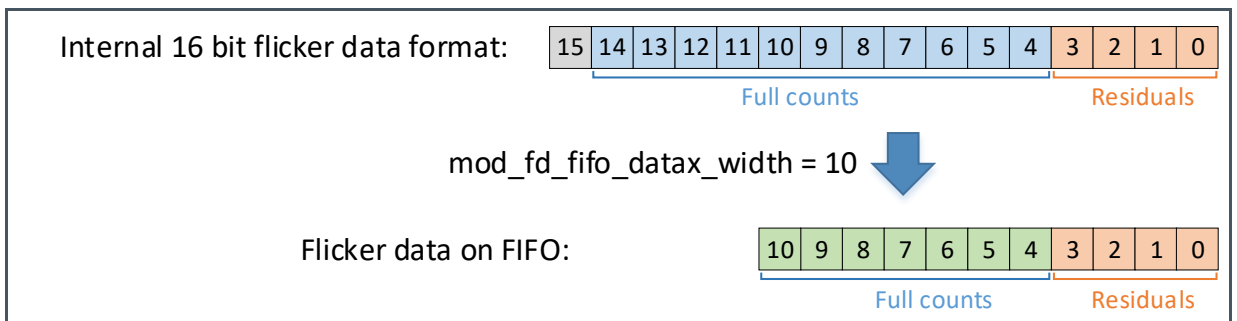 Internal 16 bit flicker data format: 15 14 13 12 11 10 9 8 7 6 5 4 3 2 1 0
Full counts Residuals
mod_fd_fifo_datax_width = 10
Flicker data on FIFO: 10 9 8 7 6 5 4 3 2 1 0
Full counts Residuals